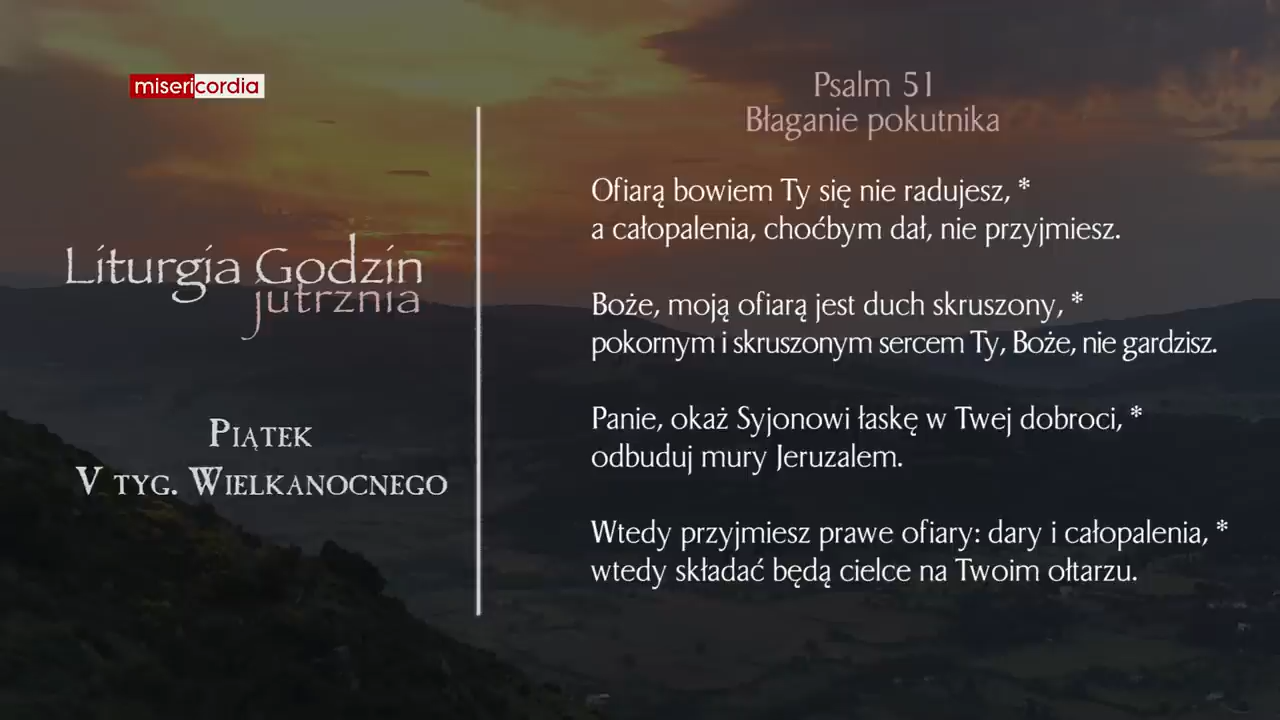 misericordia
Liturgia Godzin
jutrznia
Piątek
V tyg. Wielkanocnego
Psalm 51
Błaganie pokutnika
Ofiarą bowiem Ty się nie radujesz, *
a całopalenia, choćbym dał, nie przyjmiesz.
Boże, moją ofiarą jest duch skruszony, *
pokornym i skruszonym sercem Ty, Boże, nie gardzisz.
Panie, okaż Syjonowi łaskę w Twej dobroci, *
odbuduj mury Jeruzalem.
Wtedy przyjmiesz prawe ofiary: dary i całopalenia, *
wtedy składać będą cielce na Twoim ołtarzu.